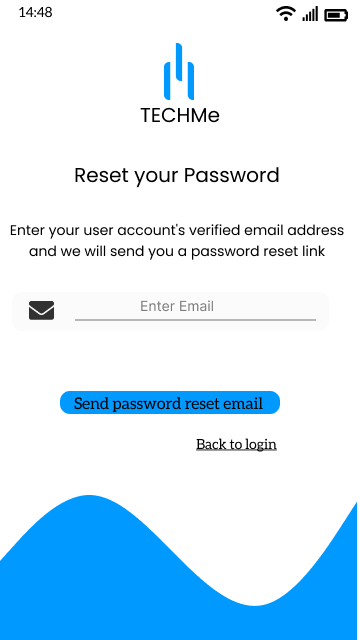 14:48
TECHMe
Reset your Password
Enter your user account's verified email address
and we will send you a password reset link
Enter Email
Send password reset email
Back to login